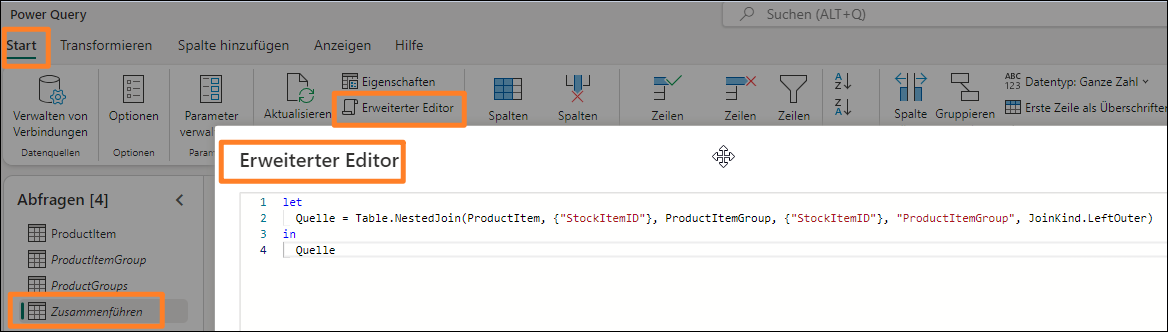 Power Query
Suchen (ALT+Q)
Start Transformieren Spalte hinzufügen Anzeigen Hilfe
Verwalten von
Verbindungen
Datenquellen
Optionen
Optionen
Parameter
Aktualisieren
Eigenschaften
Erweiterter Editor
Spalten
Spalten
Zeilen
Zeilen
Zeilen
A
Z
Z
A
Spalte
Gruppieren
ABC
123
Datentyp: Ganze Zahl
Erste Zeile als
Erweiterter Editor
Abfragen [4]
ProductItem
ProductItemGroup
ProductGroups
Zusammenführen
1 let
2 Quelle = Table.NestedJoin(ProductItem, {"StockItemID"}, ProductItemGroup, {"StockItemID"}, "ProductItemGroup", JoinKind.LeftOuter)
3 in
4 Quelle